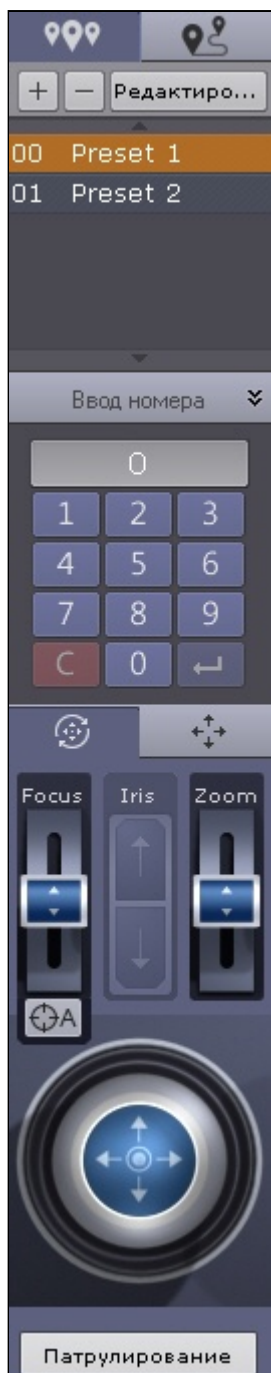 + − Редактиро...
00 Preset 1
01 Preset 2
Ввод номера
0
1 2 3
4 5 6
7 8 9
C 0
Focus Iris Zoom
A
Патрулирование